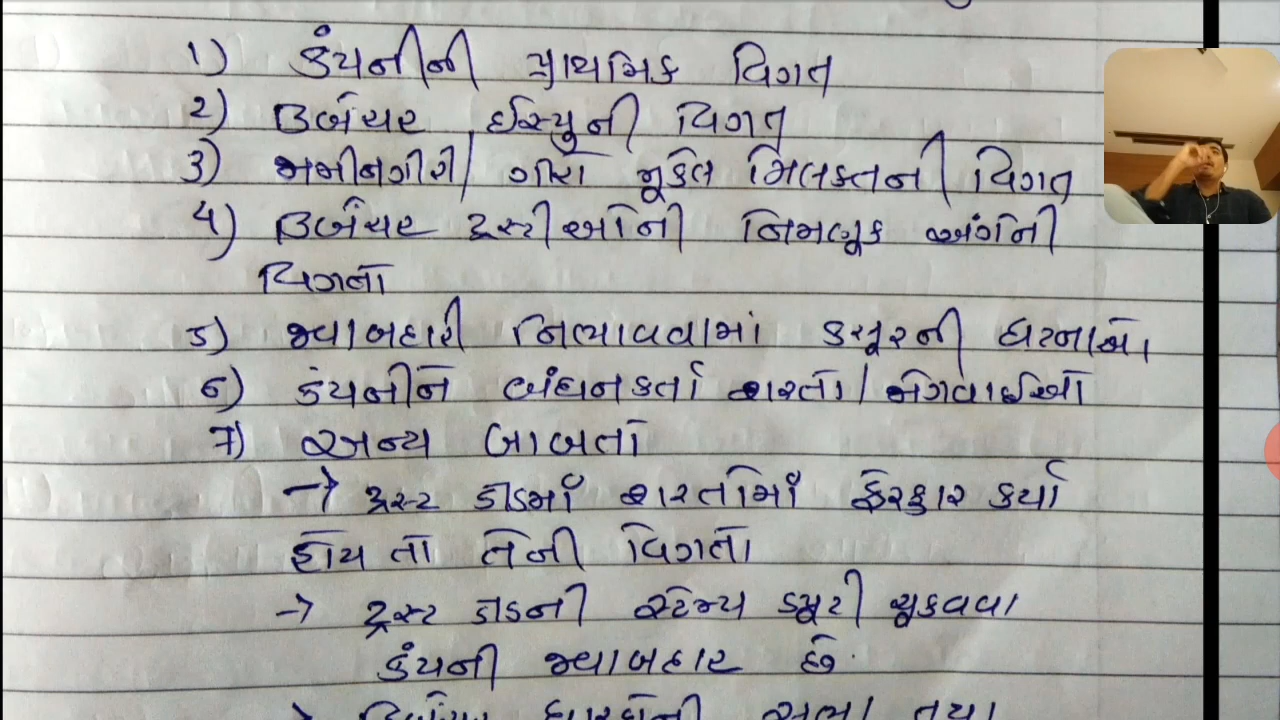 1) કંપનીની પ્રાથમિક વિગત
2) ડિબેંચર ઈસ્યુની વિગત
3) જામીનગીરી/ ગીરો મૂકેલ મિલકતની વિગત
4) ડિબેંચર ટ્રસ્ટીઓની નિમણૂક અંગેની
વિગતો
5) જવાબદારી નિભાવવામાં કસૂરની ઘટનાઓ
6) કંપનીને બંધનકર્તા શરતો/જોગવાઈઓ
7) અન્ય બાબતો
→ ટ્રસ્ટ ડીડમાં શરતોમાં ફેરફાર કર્યા
હોય તો તેની વિગતો
→ ટ્રસ્ટ ડીડની સ્ટેમ્પ ડ્યૂટી ચૂકવવા
કંપની જવાબદાર છે.